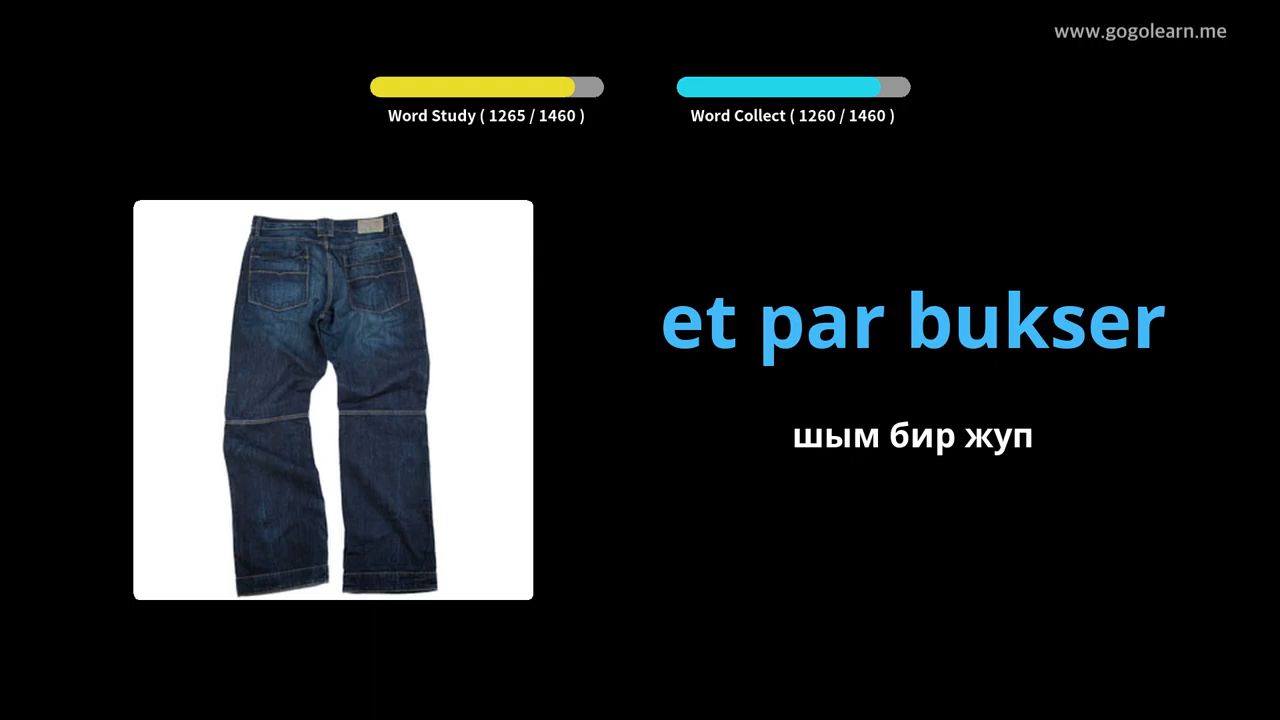 www.gogolearn.me
Word Study ( 1265 / 1460 )
Word Collect ( 1260 / 1460 )
et par bukser
шым бир жуп